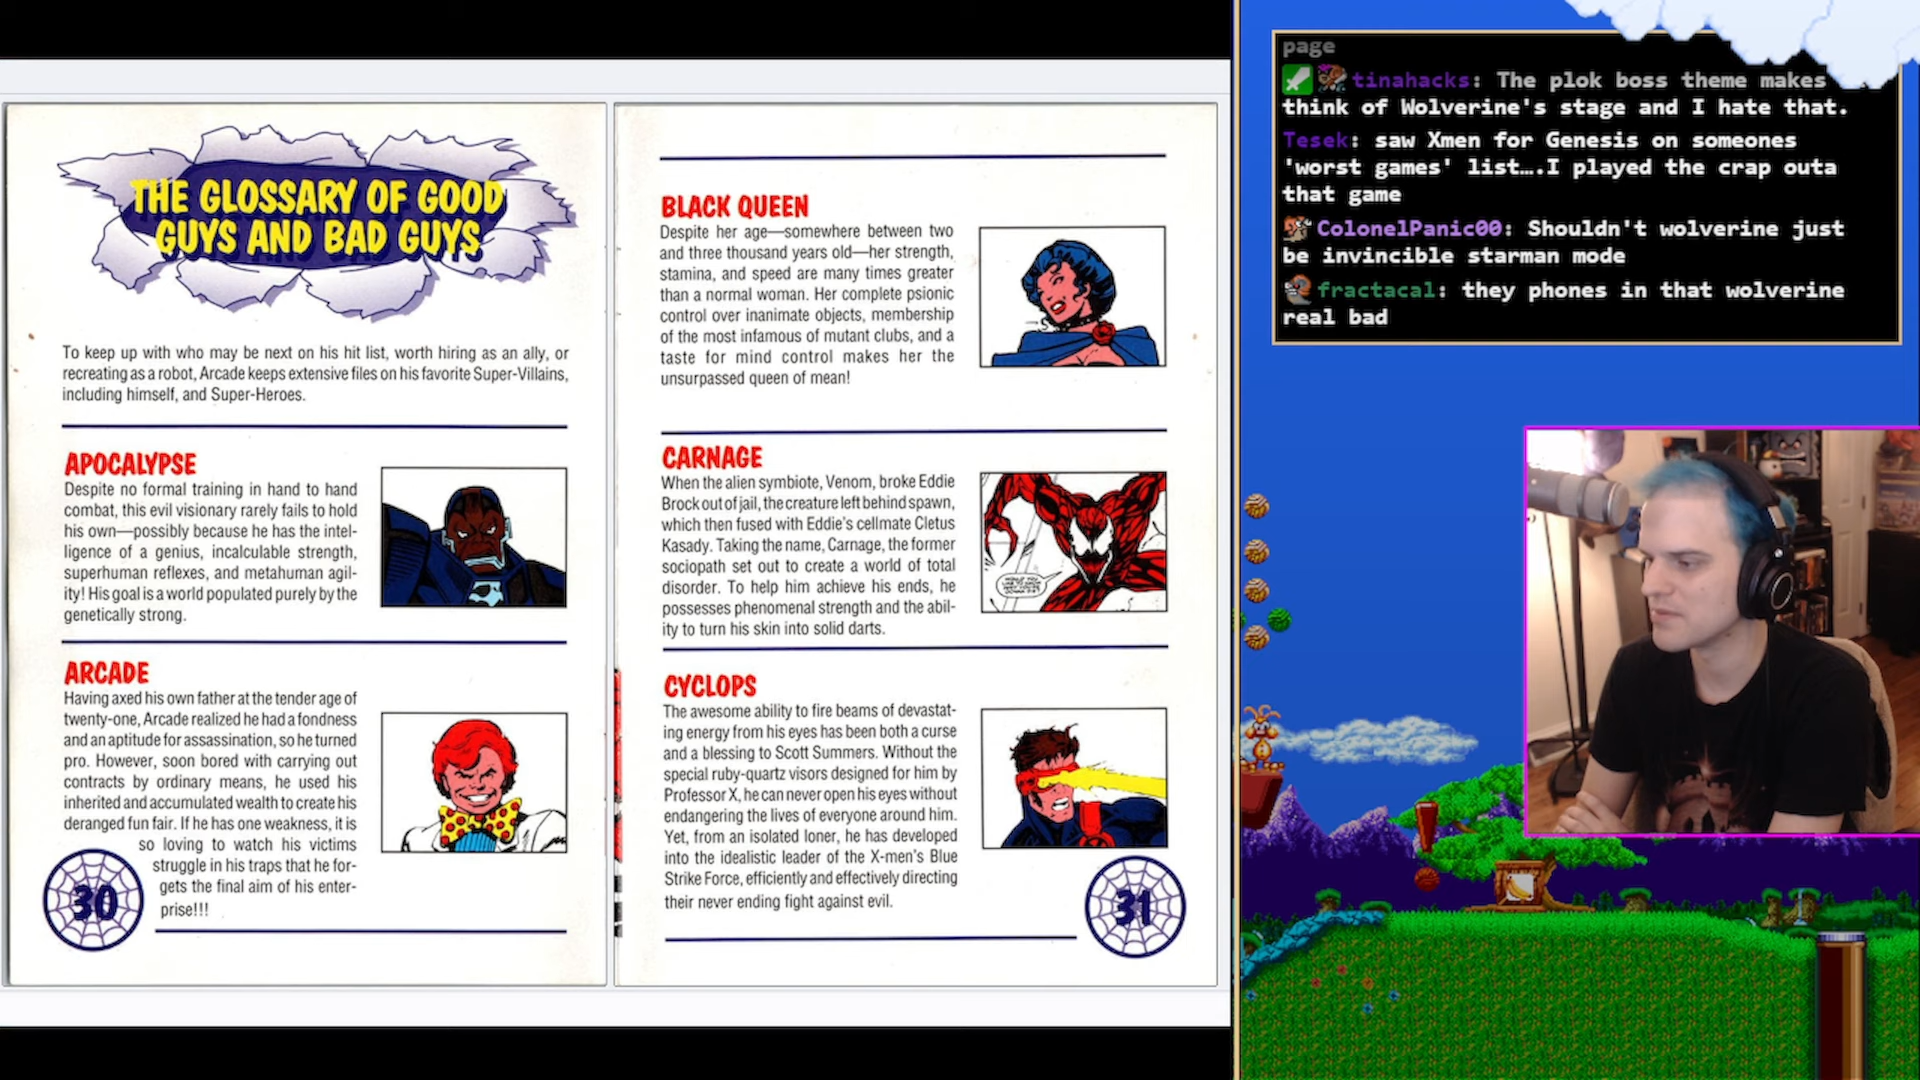 THE GLOSSARY OF GOOD
GUYS AND BAD GUYS
To keep up with who may be next on his hit list, worth hiring as an ally, or
recreating as a robot, Arcade keeps extensive files on his favorite Super-Villains,
including himself, and Super-Heroes.
APOCALYPSE
Despite no formal training in hand to hand
combat, this evil visionary rarely fails to hold
his own—possibly because he has the intel-
ligence of a genius, incalculable strength,
superhuman reflexes, and metahuman agil-
ity! His goal is a world populated purely by the
genetically strong.
ARCADE
Having axed his own father at the tender age of
twenty-one, Arcade realized he had a fondness
and an aptitude for assassination, so he turned
pro. However, soon bored with carrying out
contracts by ordinary means, he used his
inherited and accumulated wealth to create his
deranged fun fair. If he has one weakness, it is
so loving to watch his victims
struggle in his traps that he for-
gets the final aim of his enter-
prise!!!
30
BLACK QUEEN
Despite her age—somewhere between two
and three thousand years old—her strength,
stamina, and speed are many times greater
than a normal woman. Her complete psionic
control over inanimate objects, membership
of the most infamous of mutant clubs, and a
taste for mind control makes her the
unsurpassed queen of mean!
CARNAGE
When the alien symbiote, Venom, broke Eddie
Brock out of jail, the creature left behind spawn,
which then fused with Eddie's cellmate Cletus
Kasady. Taking the name, Carnage, the former
sociopath set out to create a world of total
disorder. To help him achieve his ends, he
possesses phenomenal strength and the abil-
ity to turn his skin into solid darts.
CYCLOPS
The awesome ability to fire beams of devastat-
ing energy from his eyes has been both a curse
and a blessing to Scott Summers. Without the
special ruby-quartz visors designed for him by
Professor X, he can never open his eyes without
endangering the lives of everyone around him.
Yet, from an isolated loner, he has developed
into the idealistic leader of the X-men's Blue
Strike Force, efficiently and effectively directing
their never ending fight against evil.
31
page
tinahacks: The plok boss theme makes
think of Wolverine's stage and I hate that.
Tesek: saw Xmen for Genesis on someones
'worst games' list….I played the crap outa
that game
ColonelPanic00: Shouldn't wolverine just
be invincible starman mode
fractacal: they phones in that wolverine
real bad